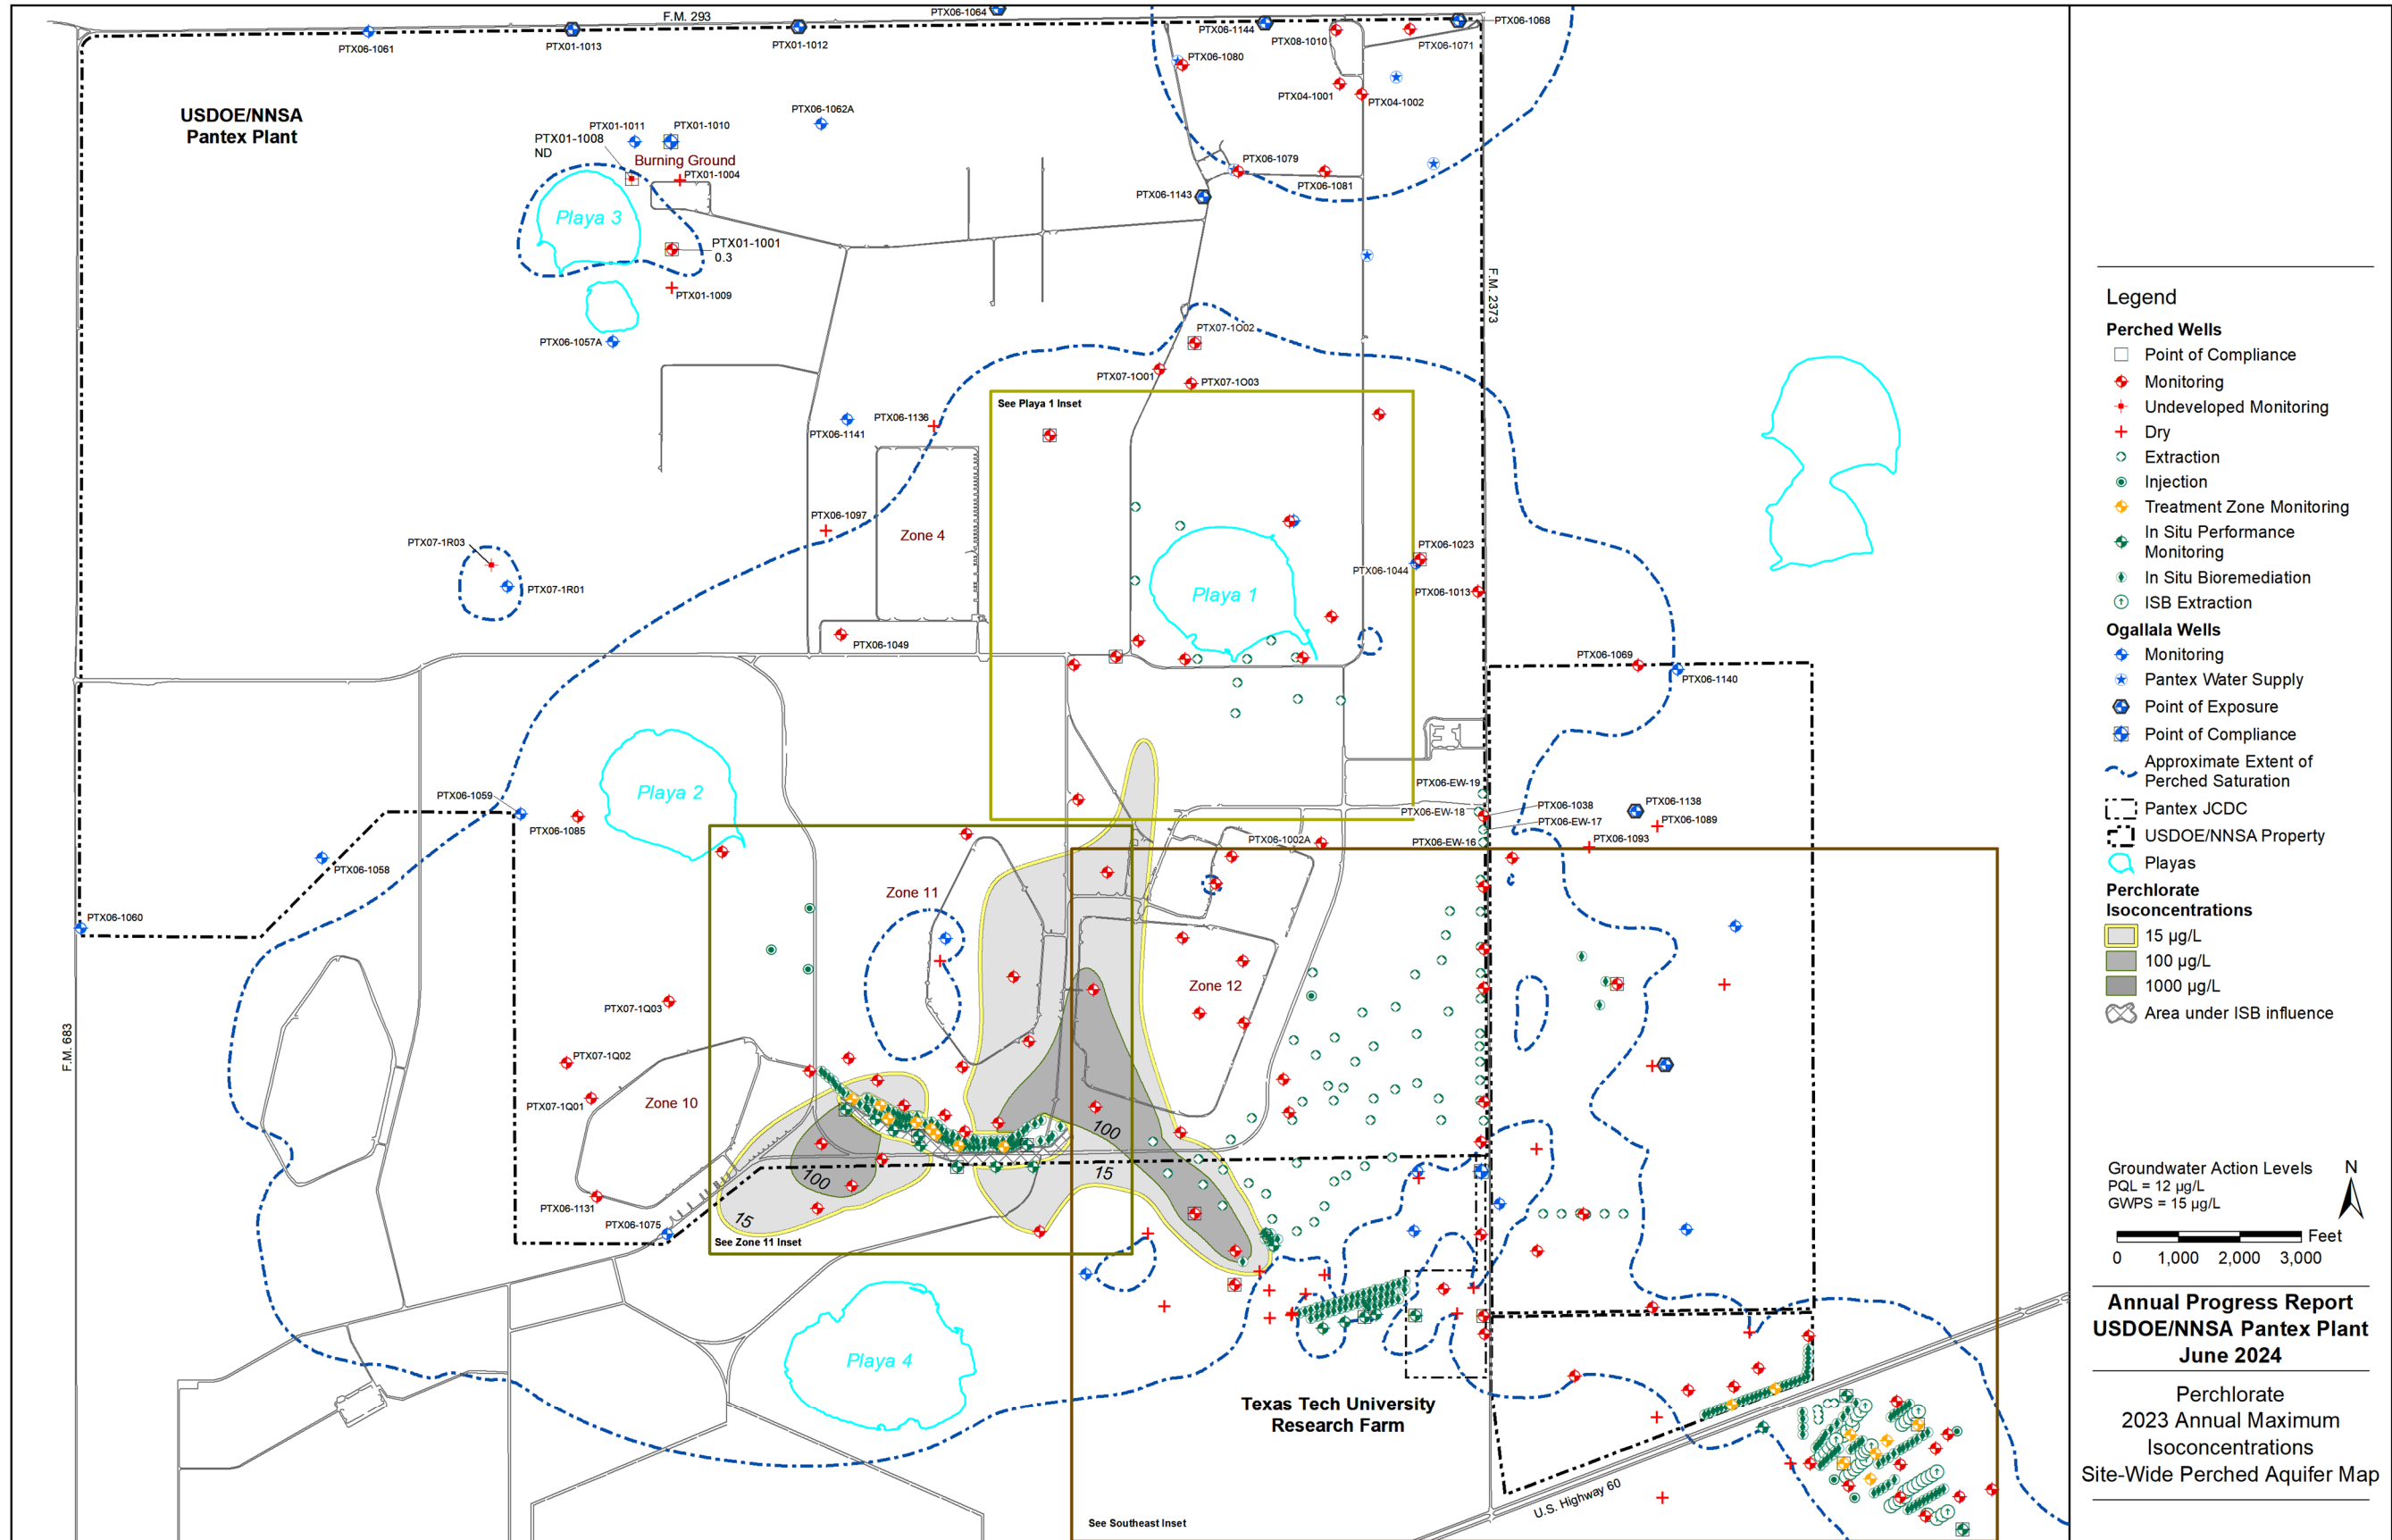 F.M. 293
PTX06-1064
PTX06-1061
PTX01-1013
PTX01-1012
PTX06-1144
PTX08-1010
PTX06-1068
PTX06-1071
PTX06-1080
PTX04-1001
PTX04-1002
USDOE/NNSA
Pantex Plant
PTX06-1062A
PTX01-1011
PTX01-1010
PTX01-1008
ND
Burning Ground
PTX01-1004
Playa 3
PTX01-1001
0.3
PTX01-1009
PTX06-1057A
PTX06-1079
PTX06-1081
PTX06-1143
F.M. 2373
PTX07-1O02
PTX07-1O01
PTX07-1O03
See Playa 1 Inset
PTX06-1136
PTX06-1141
PTX06-1097
Zone 4
PTX07-1R03
PTX07-1R01
PTX06-1049
Playa 1
PTX06-1023
PTX06-1044
PTX06-1013
PTX06-1069
PTX06-1140
Playa 2
PTX06-1059
PTX06-1085
PTX06-1058
PTX06-1060
PTX06-EW-19
PTX06-EW-18
PTX06-1038
PTX06-EW-17
PTX06-EW-16
PTX06-1138
PTX06-1089
PTX06-1093
PTX06-1002A
Zone 11
Zone 12
F.M. 683
PTX07-1Q03
PTX07-1Q02
PTX07-1Q01
Zone 10
PTX06-1131
PTX06-1075
100
15
100
15
See Zone 11 Inset
Playa 4
Texas Tech University
Research Farm
U.S. Highway 60
See Southeast Inset
Legend
Perched Wells
Point of Compliance
Monitoring
Undeveloped Monitoring
Dry
Extraction
Injection
Treatment Zone Monitoring
In Situ Performance
Monitoring
In Situ Bioremediation
ISB Extraction
Ogallala Wells
Monitoring
Pantex Water Supply
Point of Exposure
Point of Compliance
Approximate Extent of
Perched Saturation
Pantex JCDC
USDOE/NNSA Property
Playas
Perchlorate
Isoconcentrations
15 µg/L
100 µg/L
1000 µg/L
Area under ISB influence
Groundwater Action Levels
PQL = 12 µg/L
GWPS = 15 µg/L
N
Feet
0 1,000 2,000 3,000
Annual Progress Report
USDOE/NNSA Pantex Plant
June 2024
Perchlorate
2023 Annual Maximum
Isoconcentrations
Site-Wide Perched Aquifer Map